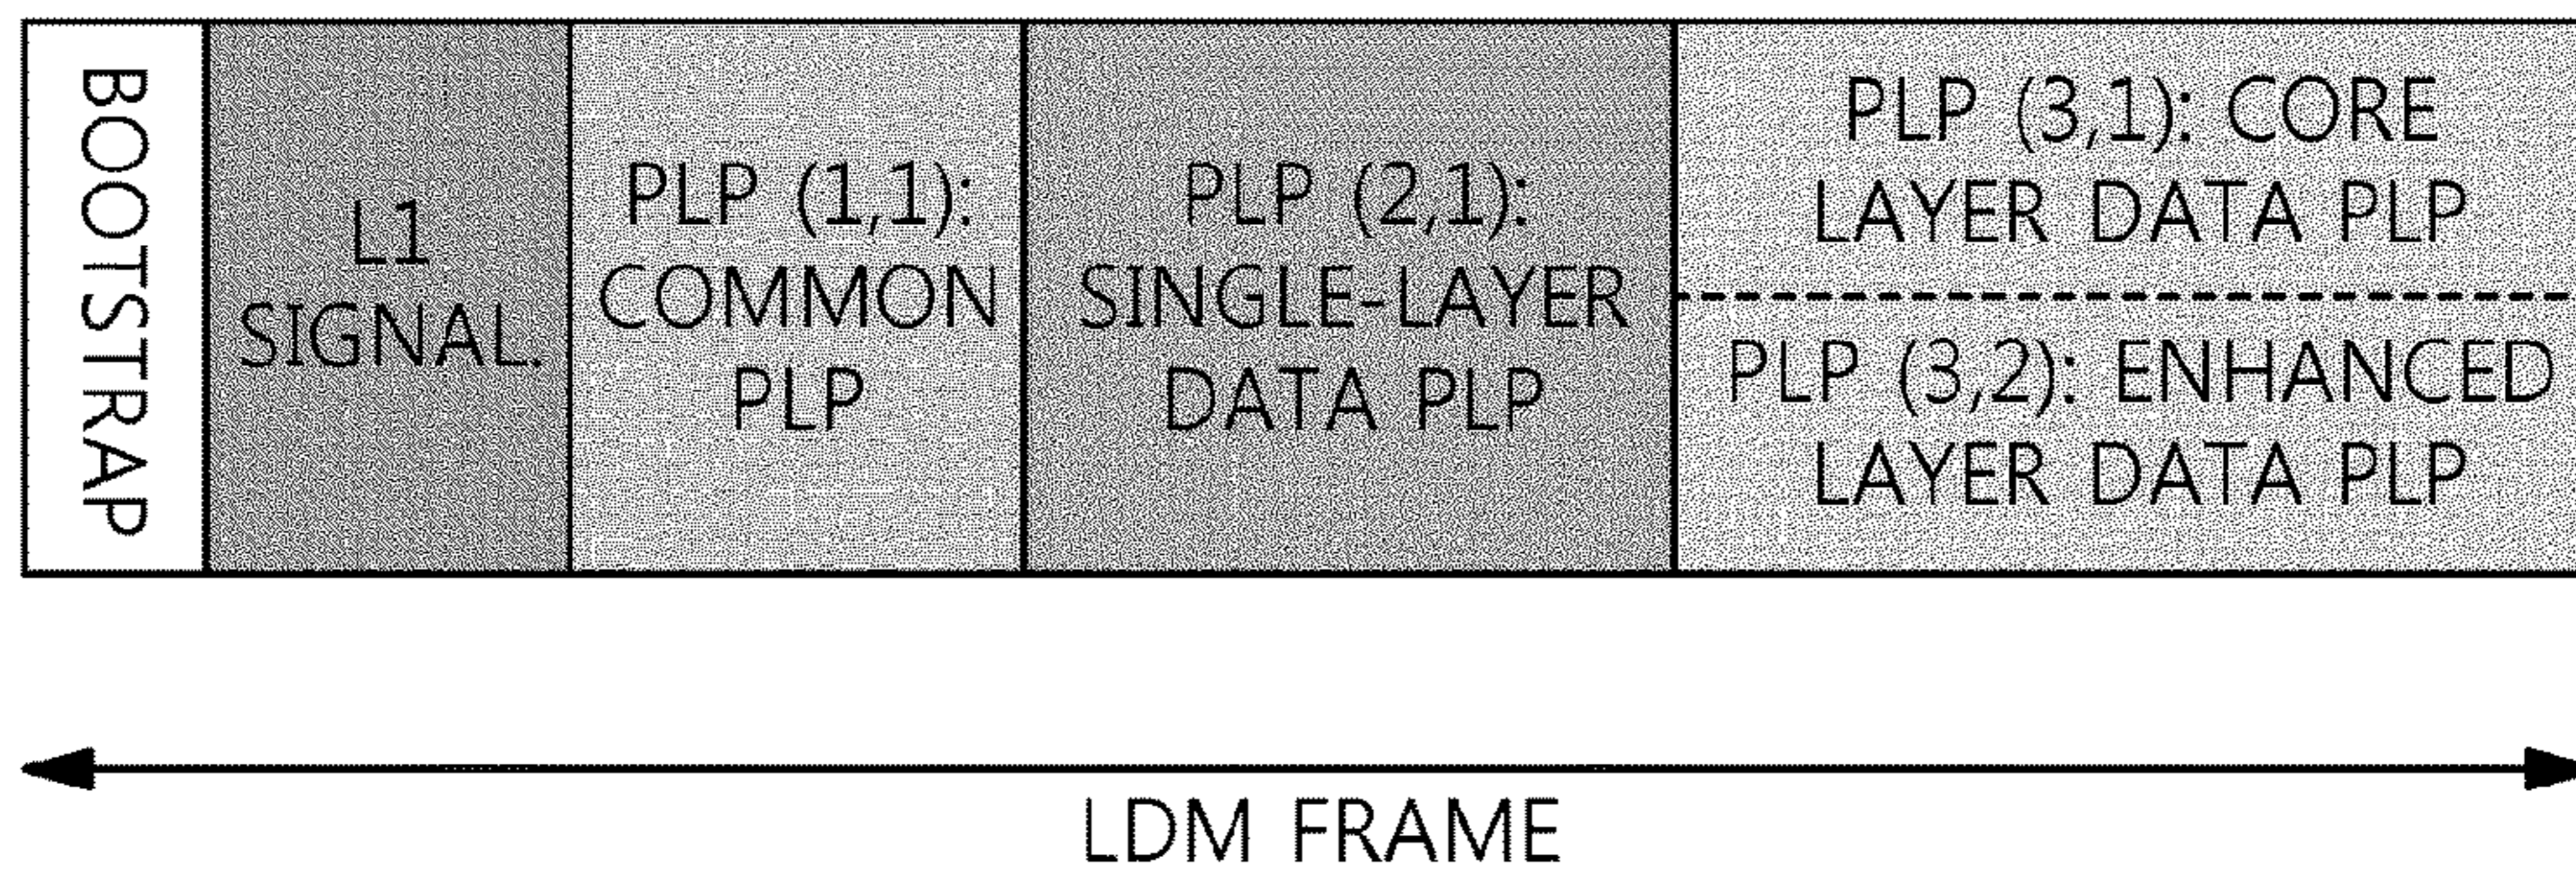 BOOTSTRAP
L1
SIGNAL.
PLP (1,1):
COMMON
PLP
PLP (2,1):
SINGLE-LAYER
DATA PLP
PLP (3,1): CORE
LAYER DATA PLP
PLP (3,2): ENHANCED
LAYER DATA PLP
LDM FRAME